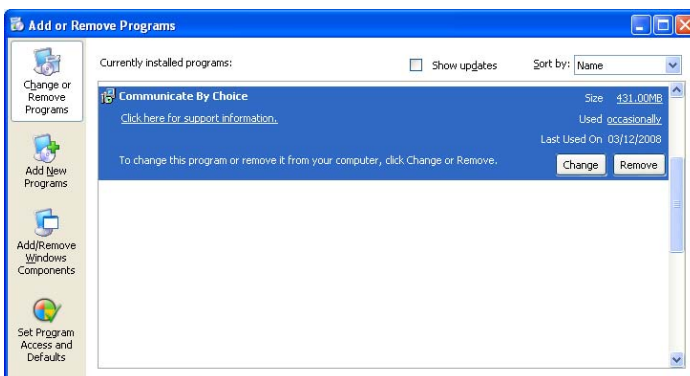 Add or Remove Programs
Change or
Remove
Programs
Currently installed programs:
Show updates
Sort by: Name
Communicate By Choice
Size 431.00MB
Click here for support information.
Used occasionally
Last Used On 03/12/2008
To change this program or remove it from your computer, click Change or Remove.
Change Remove
Add New
Programs
Add/Remove
Windows
Components
Set Program
Access and
Defaults